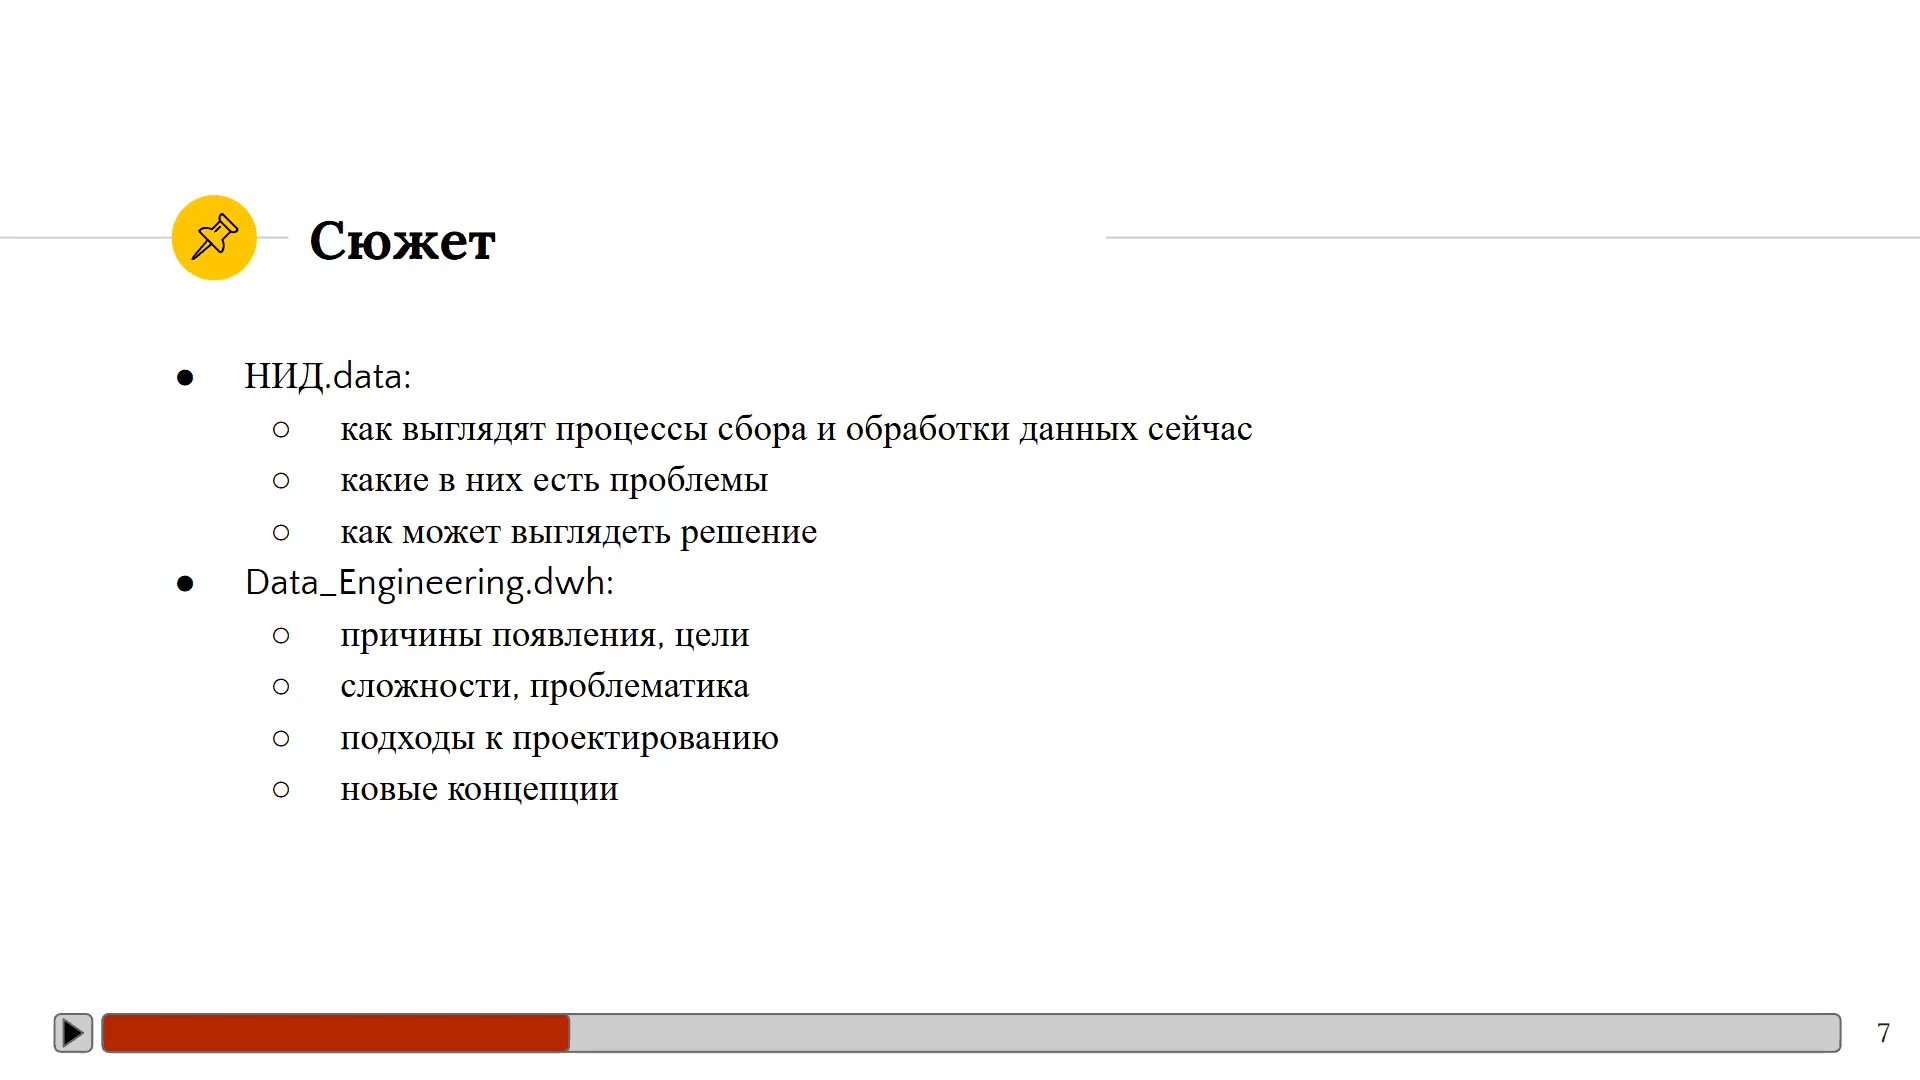 Сюжет
● НИД.data:
○ как выглядят процессы сбора и обработки данных сейчас
○ какие в них есть проблемы
○ как может выглядеть решение
● Data_Engineering.dwh:
○ причины появления, цели
○ сложности, проблематика
○ подходы к проектированию
○ новые концепции
7